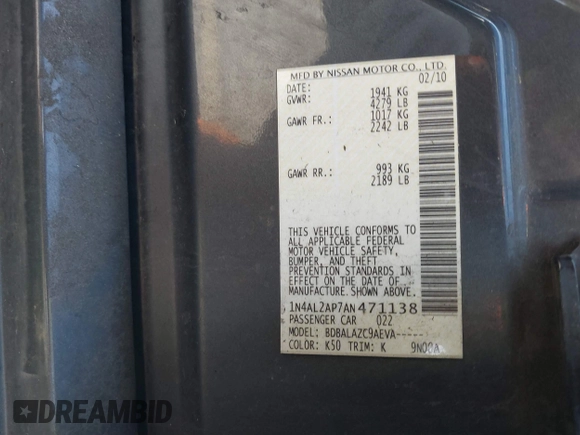 MFD BY NISSAN MOTOR CO., LTD.
DATE: 02/10
GVWR: 1941 KG
4279 LB
GAWR FR.: 1017 KG
2242 LB
GAWR RR.: 993 KG
2189 LB
THIS VEHICLE CONFORMS TO
ALL APPLICABLE FEDERAL
MOTOR VEHICLE SAFETY,
BUMPER, AND THEFT
PREVENTION STANDARDS IN
EFFECT ON THE DATE OF
MANUFACTURE SHOWN ABOVE.
1N4AL2AP7AN471138
PASSENGER CAR 022
MODEL: BDBALAZC9AEVA-----
COLOR: K50 TRIM: K 9N00A
DREAMBID